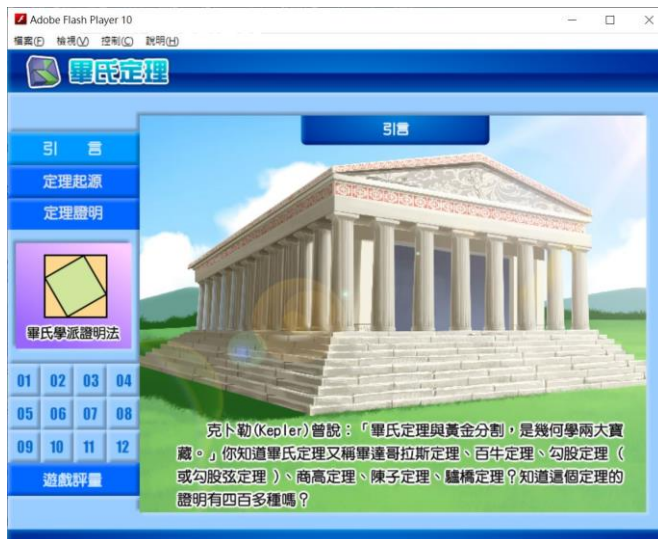 Adobe Flash Player 10
檔案(F) 檢視(V) 控制(C) 說明(H)
畢氏定理
引言
引 言
定理起源
定理證明
畢氏學派證明法
01 02 03 04
05 06 07 08
09 10 11 12
遊戲評量
克卜勒(Kepler)曾說：「畢氏定理與黃金分割，是幾何學兩大寶
藏。」你知道畢氏定理又稱畢達哥拉斯定理、百牛定理、勾股定理（
或勾股弦定理）、商高定理、陳子定理、驢橋定理？知道這個定理的
證明有四百多種嗎？